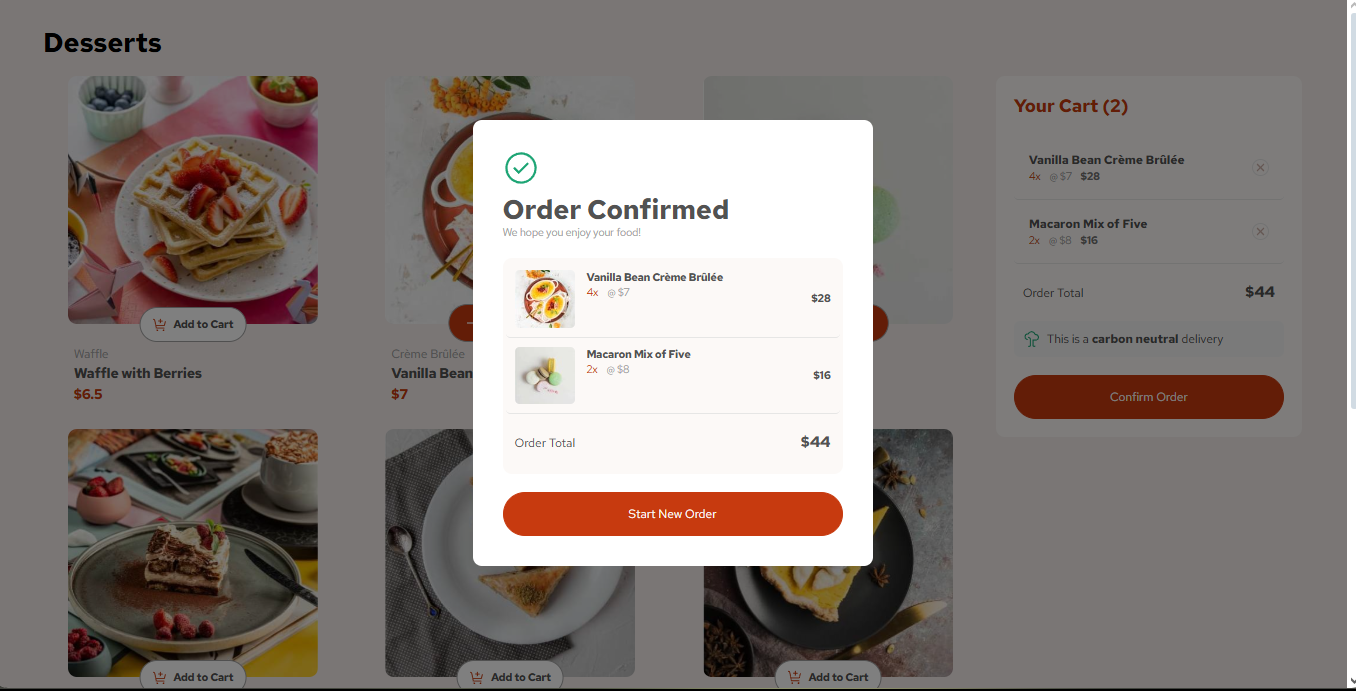 Desserts
Add to Cart
Waffle
Waffle with Berries
$6.5
Crème Brûlée
Vanilla Bean
$7
Add to Cart
Add to Cart
Add to Cart
Order Confirmed
We hope you enjoy your food!
Vanilla Bean Crème Brûlée
4x @ $7
$28
Macaron Mix of Five
2x @ $8
$16
Order Total $44
Start New Order
Your Cart (2)
Vanilla Bean Crème Brûlée
4x @ $7 $28
Macaron Mix of Five
2x @ $8 $16
Order Total $44
This is a carbon neutral delivery
Confirm Order